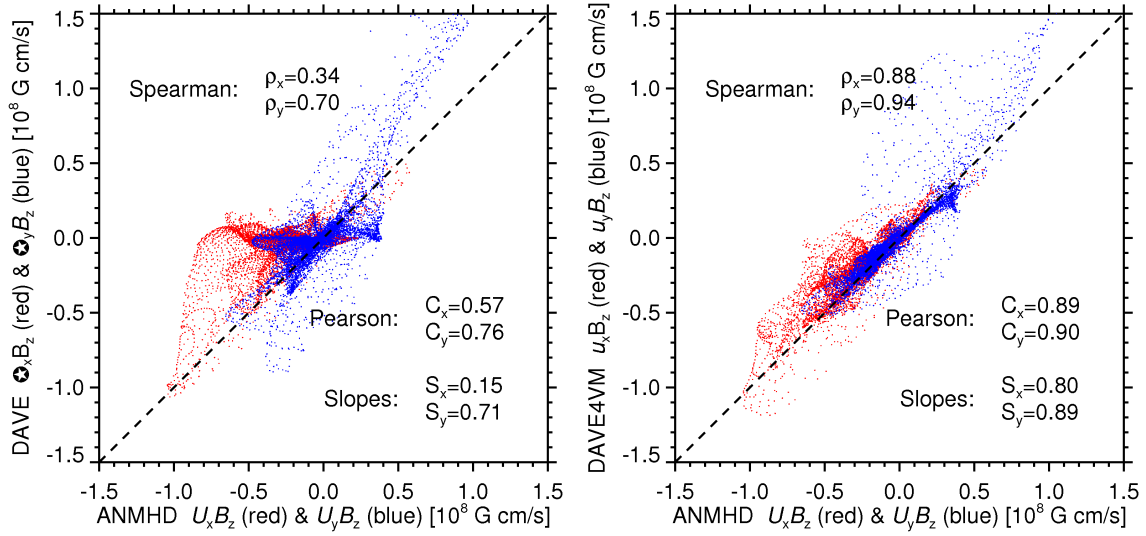 1.5
1.0
0.5
0.0
-0.5
-1.0
-1.5
-1.5 -1.0 -0.5 0.0 0.5 1.0 1.5
DAVE ✪xBz (red) & ✪yBz (blue) [10^8 G cm/s]
ANMHD UxBz (red) & UyBz (blue) [10^8 G cm/s]
Spearman:
ρx=0.34
ρy=0.70
Pearson:
Cx=0.57
Cy=0.76
Slopes:
Sx=0.15
Sy=0.71
1.5
1.0
0.5
0.0
-0.5
-1.0
-1.5
-1.5 -1.0 -0.5 0.0 0.5 1.0 1.5
DAVE4VM uxBz (red) & uyBz (blue) [10^8 G cm/s]
ANMHD UxBz (red) & UyBz (blue) [10^8 G cm/s]
Spearman:
ρx=0.88
ρy=0.94
Pearson:
Cx=0.89
Cy=0.90
Slopes:
Sx=0.80
Sy=0.89